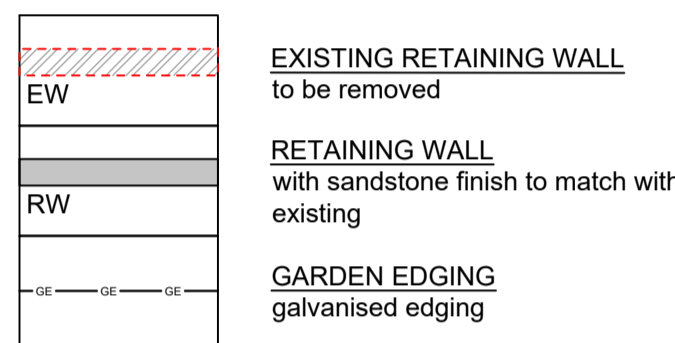 EXISTING RETAINING WALL
to be removed
EW
RETAINING WALL
with sandstone finish to match with
existing
RW
GARDEN EDGING
galvanised edging
GE GE GE